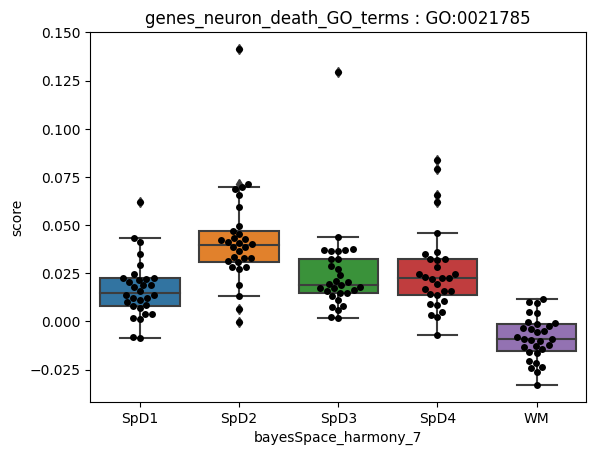 genes_neuron_death_GO_terms : GO:0021785
0.150
0.125
0.100
0.075
0.050
0.025
0.000
−0.025
score
SpD1 SpD2 SpD3 SpD4 WM
bayesSpace_harmony_7